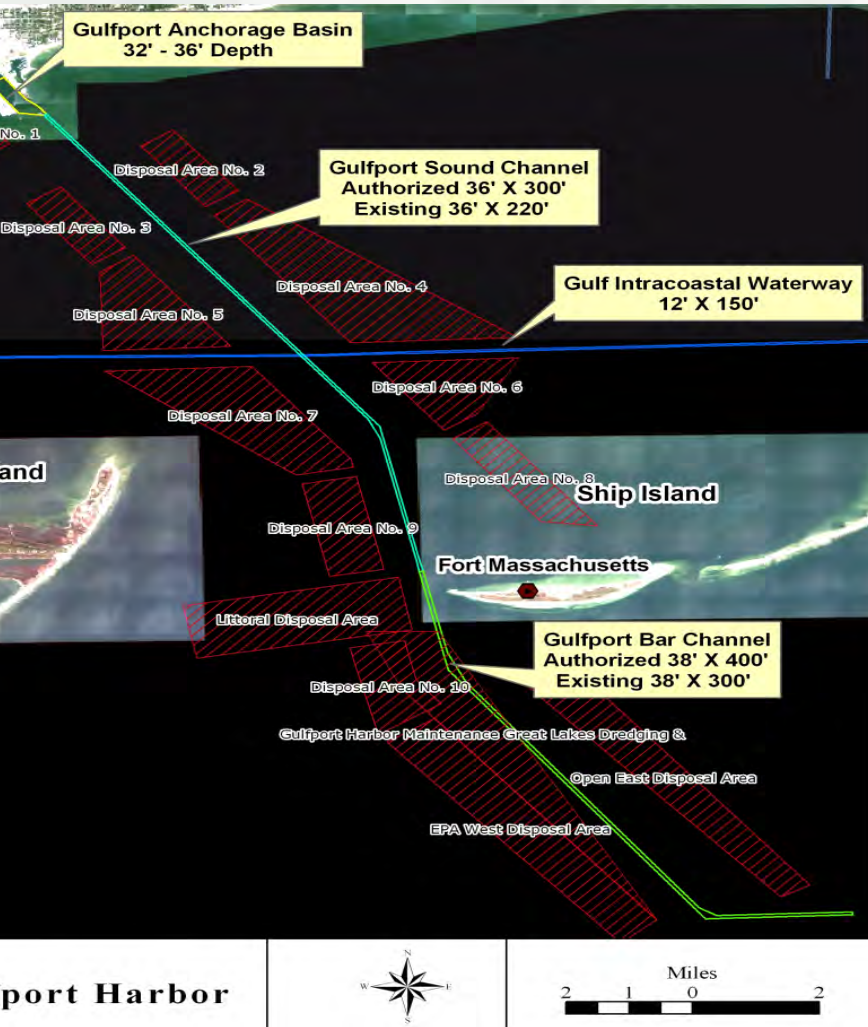 Gulfport Anchorage Basin
32' - 36' Depth
No. 1
Disposal Area No. 2
Gulfport Sound Channel
Authorized 36' X 300'
Existing 36' X 220'
Disposal Area No. 3
Disposal Area No. 4
Gulf Intracoastal Waterway
12' X 150'
Disposal Area No. 5
Disposal Area No. 6
Disposal Area No. 7
and
Disposal Area No. 8
Ship Island
Disposal Area No. 9
Fort Massachusetts
Littoral Disposal Area
Gulfport Bar Channel
Authorized 38' X 400'
Existing 38' X 300'
Disposal Area No. 10
Gulfport Harbor Maintenance Great Lakes Dredging &
Open East Disposal Area
EPA West Disposal Area
port Harbor
N
W E
S
Miles
2 1 0 2